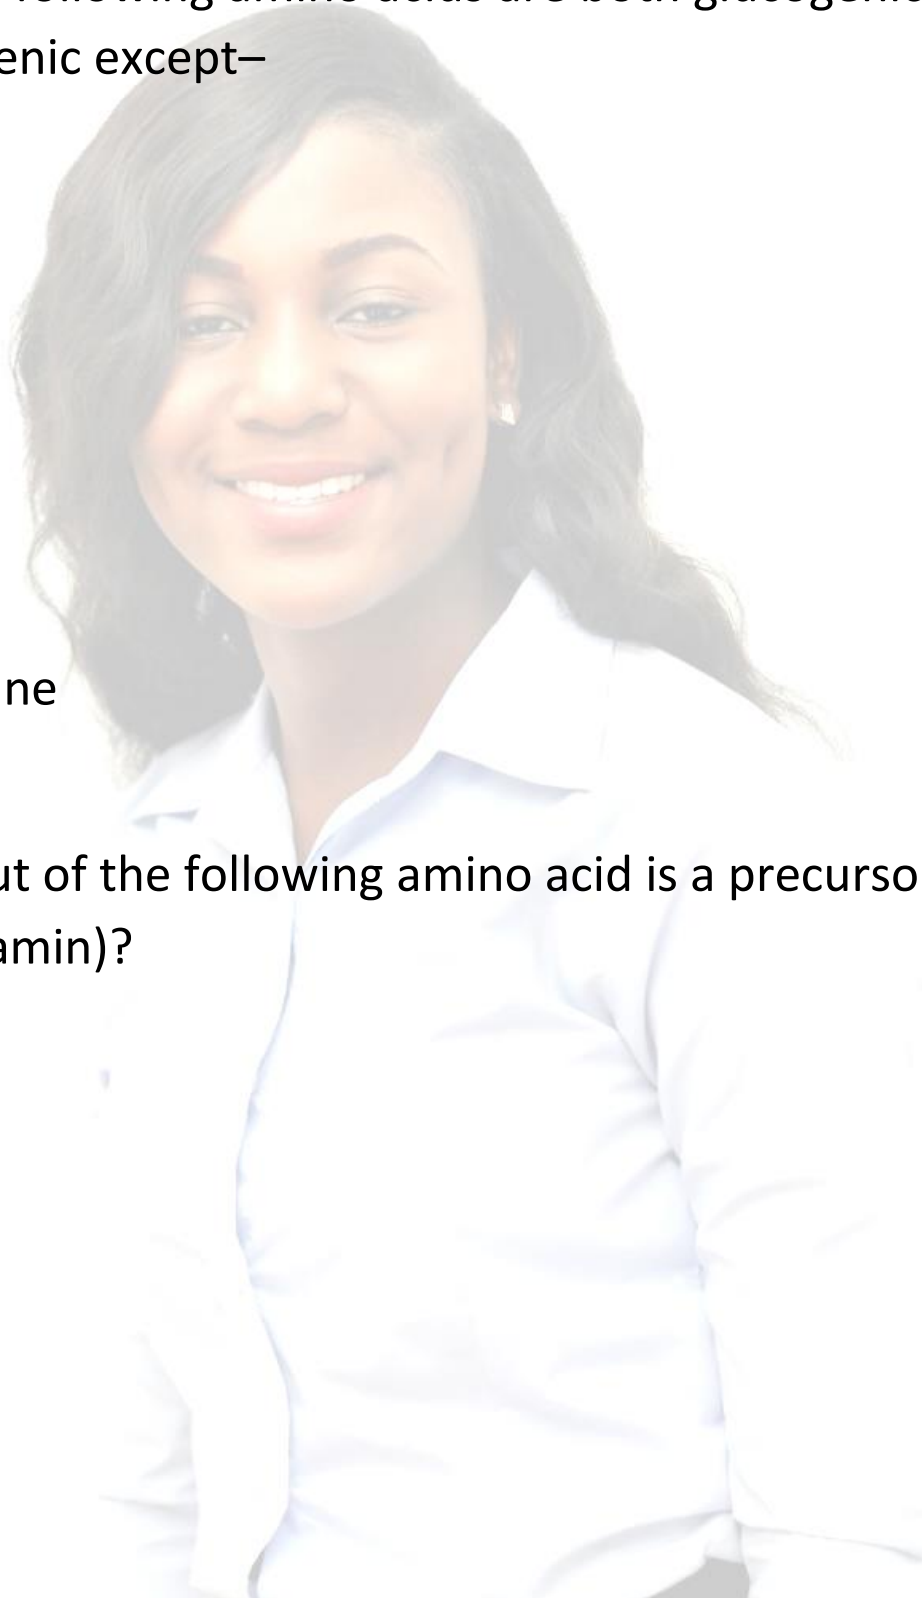 following amino acids are both glucogenic
enic except–
ne
ut of the following amino acid is a precurso
amin)?